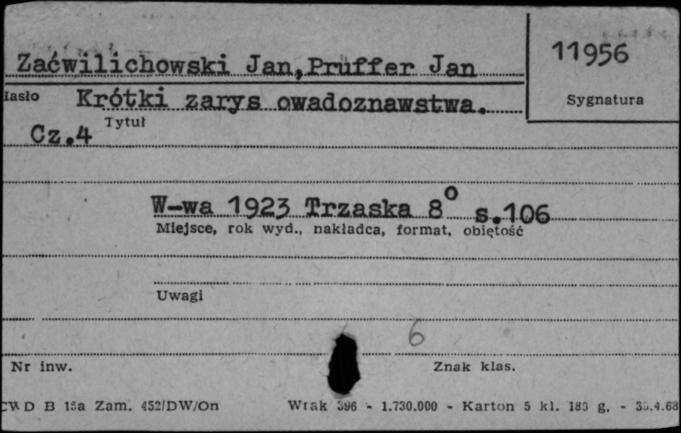 Zaćwilichowski Jan, Pruffer Jan
11956
Hasło Krótki zarys owadoznawstwa.
Sygnatura
Tytuł
Cz.4
W-wa 1923 Trzaska 8° s.106
Miejsce, rok wyd., nakładca, format, objętość
Uwagi
6
Nr inw.
Znak klas.
CWD B 15a Zam. 452/DW/On Wrak 396 - 1.730.000 - Karton 5 kl. 180 g. -